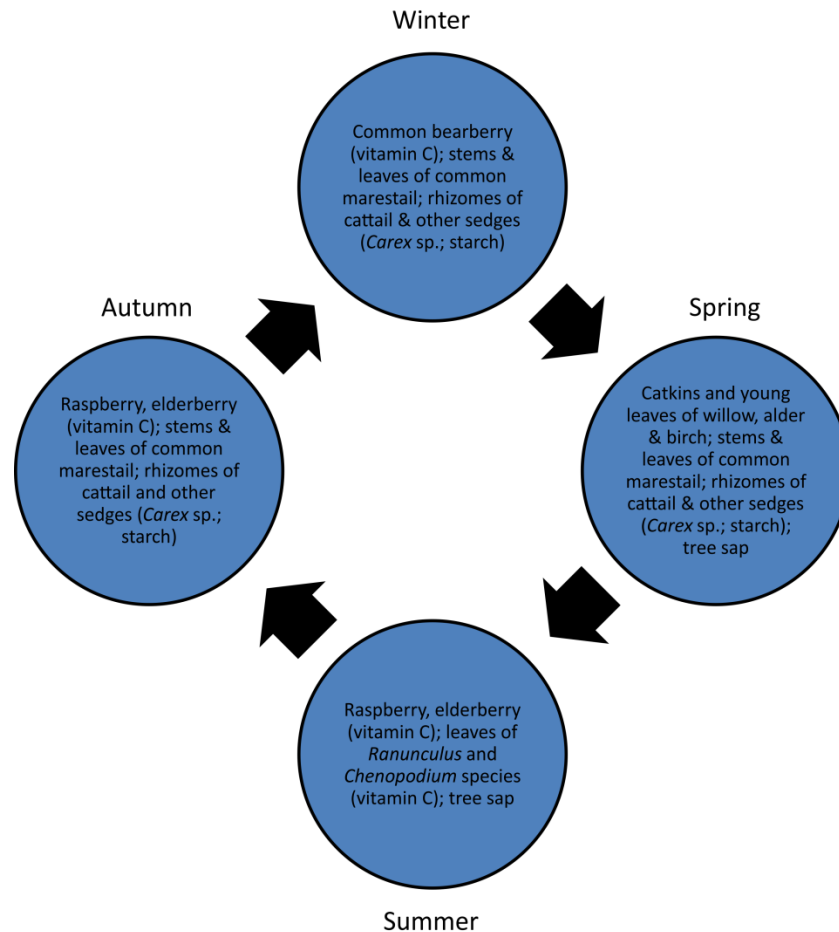 Winter
Common bearberry
(vitamin C); stems &
leaves of common
marestail; rhizomes of
cattail & other sedges
(Carex sp.; starch)
Spring
Catkins and young
leaves of willow, alder
& birch; stems &
leaves of common
marestail; rhizomes of
cattail & other sedges
(Carex sp.; starch);
tree sap
Summer
Raspberry, elderberry
(vitamin C); leaves of
Ranunculus and
Chenopodium species
(vitamin C); tree sap
Autumn
Raspberry, elderberry
(vitamin C); stems &
leaves of common
marestail; rhizomes of
cattail and other
sedges (Carex sp.;
starch)